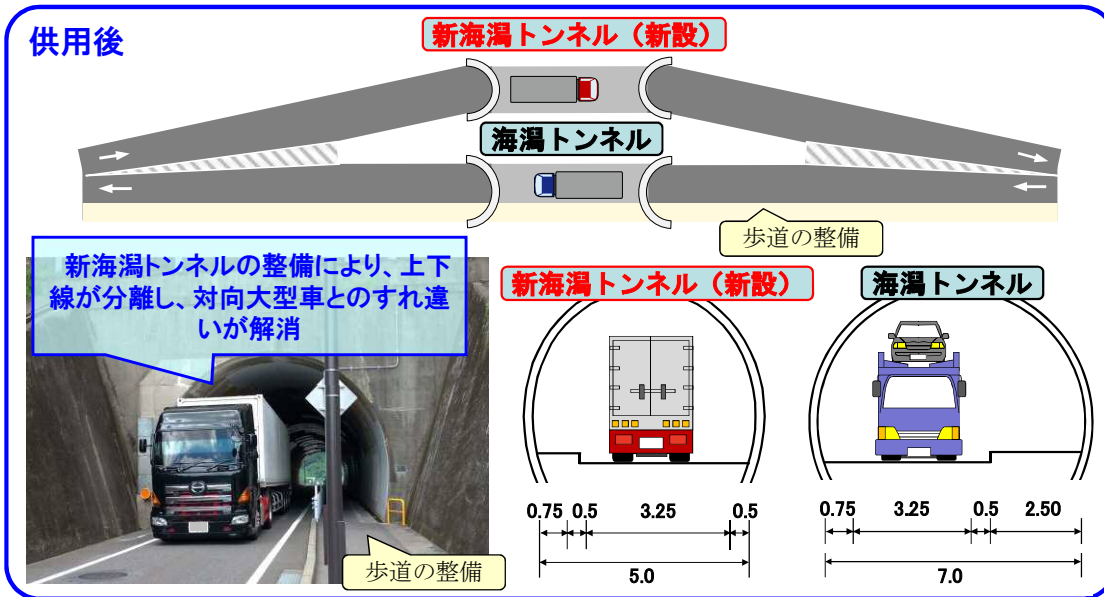 供用後
新海潟トンネル（新設）
海潟トンネル
歩道の整備
新海潟トンネルの整備により、上下
線が分離し、対向大型車とのすれ違
いが解消
歩道の整備
新海潟トンネル（新設）
0.75 0.5 3.25 0.5
5.0
海潟トンネル
0.75 3.25 0.5 2.50
7.0